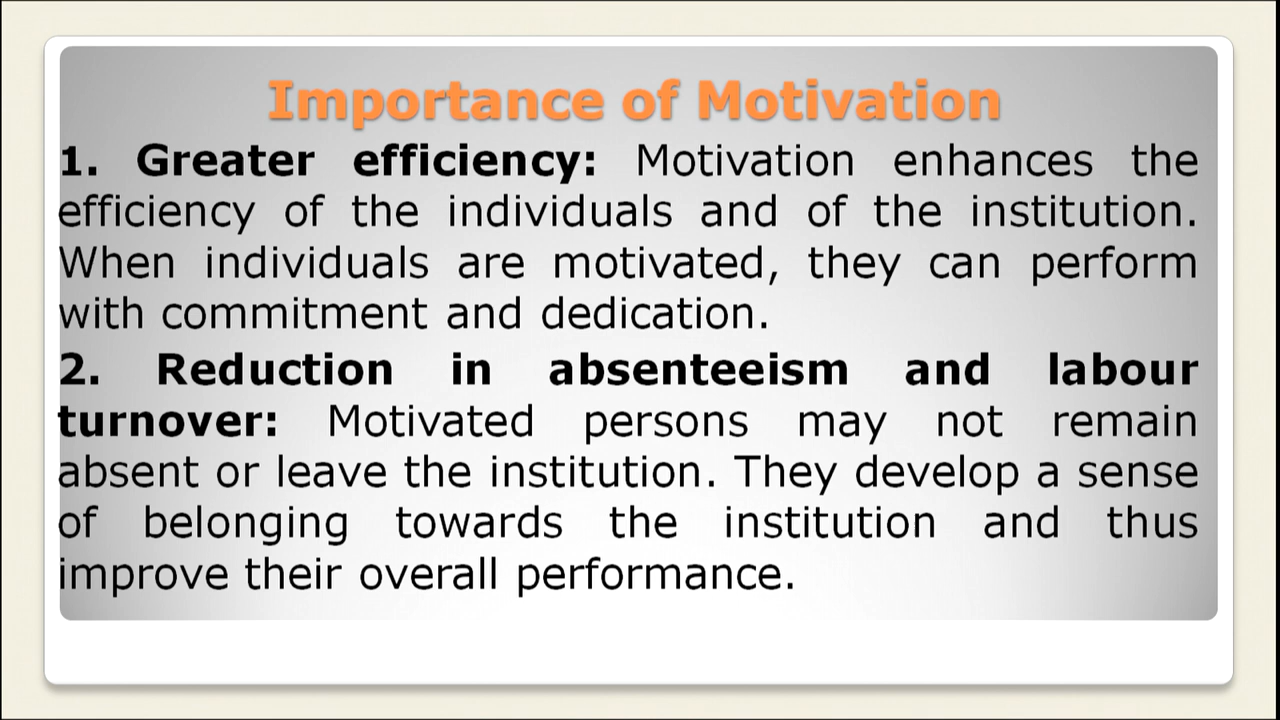 Importance of Motivation
1. Greater efficiency: Motivation enhances the
efficiency of the individuals and of the institution.
When individuals are motivated, they can perform
with commitment and dedication.
2. Reduction in absenteeism and labour
turnover: Motivated persons may not remain
absent or leave the institution. They develop a sense
of belonging towards the institution and thus
improve their overall performance.